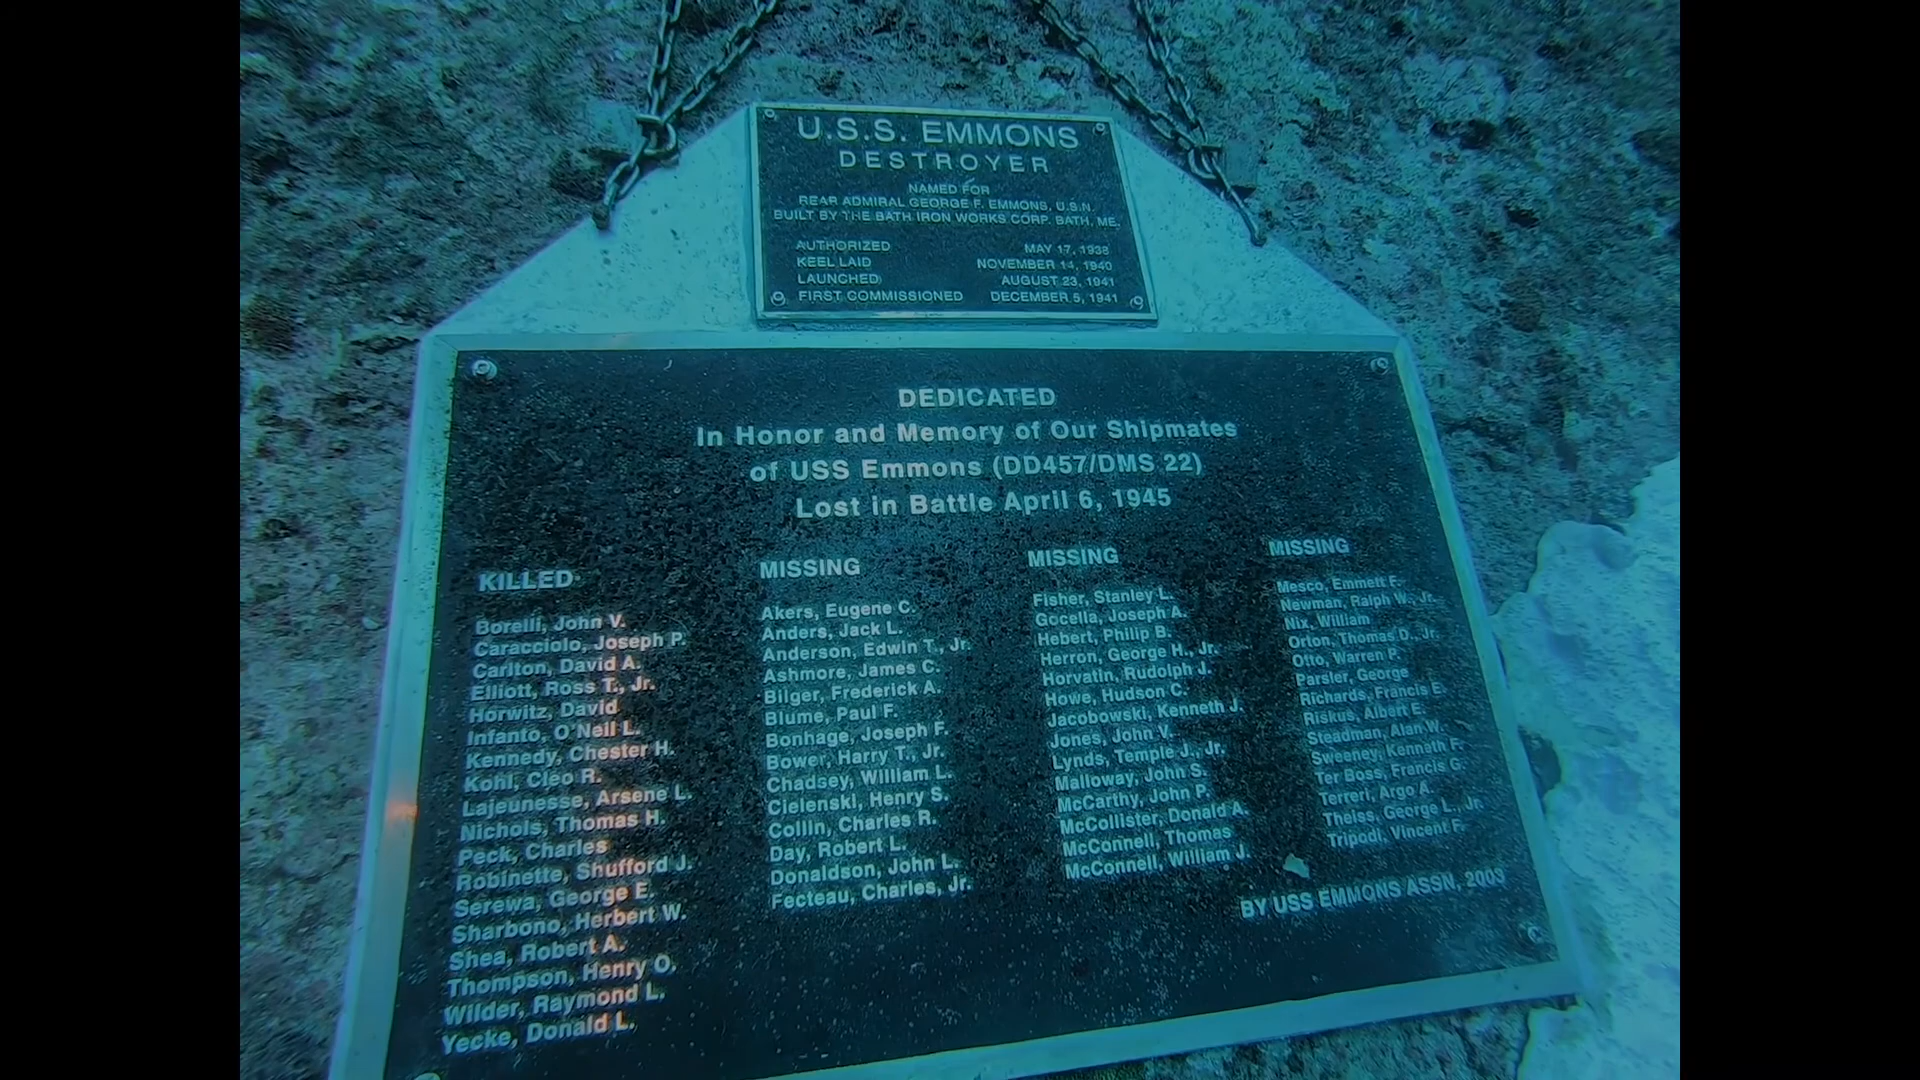 U.S.S. EMMONS
DESTROYER
NAMED FOR
REAR ADMIRAL GEORGE F. EMMONS, U.S.N.
BUILT BY THE BATH IRON WORKS CORP. BATH, ME.
AUTHORIZED MAY 17, 1938
KEEL LAID NOVEMBER 14, 1940
LAUNCHED AUGUST 23, 1941
FIRST COMMISSIONED DECEMBER 5, 1941
DEDICATED
In Honor and Memory of Our Shipmates
of USS Emmons (DD457/DMS 22)
Lost in Battle April 6, 1945
KILLED
Borelli, John V.
Caracciolo, Joseph P.
Carlton, David A.
Elliott, Ross T., Jr.
Horwitz, David
Infanto, O'Neil L.
Kennedy, Chester H.
Kohl, Cleo R.
Lajeunesse, Arsene L.
Nichols, Thomas H.
Peck, Charles
Robinette, Shufford J.
Serewa, George E.
Sharbono, Herbert W.
Shea, Robert A.
Thompson, Henry O.
Wilder, Raymond L.
Yecke, Donald L.
MISSING
Akers, Eugene C.
Anders, Jack L.
Anderson, Edwin T., Jr.
Ashmore, James C.
Bilger, Frederick A.
Blume, Paul F.
Bonhage, Joseph F.
Bower, Harry T., Jr.
Chadsey, William L.
Cielenski, Henry S.
Collin, Charles R.
Day, Robert L.
Donaldson, John L.
Fecteau, Charles, Jr.
MISSING
Fisher, Stanley L.
Gocella, Joseph A.
Hebert, Philip B.
Herron, George H., Jr.
Horvatin, Rudolph J.
Howe, Hudson C.
Jacobowski, Kenneth J.
Jones, John V.
Lynds, Temple J., Jr.
Malloway, John S.
McCarthy, John P.
McCollister, Donald A.
McConnell, Thomas
McConnell, William J.
MISSING
Mesco, Emmett F.
Newman, Ralph W., Jr.
Nix, William
Orton, Thomas D., Jr.
Otto, Warren P.
Parsler, George
Richards, Francis E.
Riskus, Albert E.
Steadman, Alan W.
Sweeney, Kenneth F.
Ter Boss, Francis G.
Terreri, Argo A.
Theiss, George L., Jr.
Tripodi, Vincent F.
BY USS EMMONS ASSN, 2003